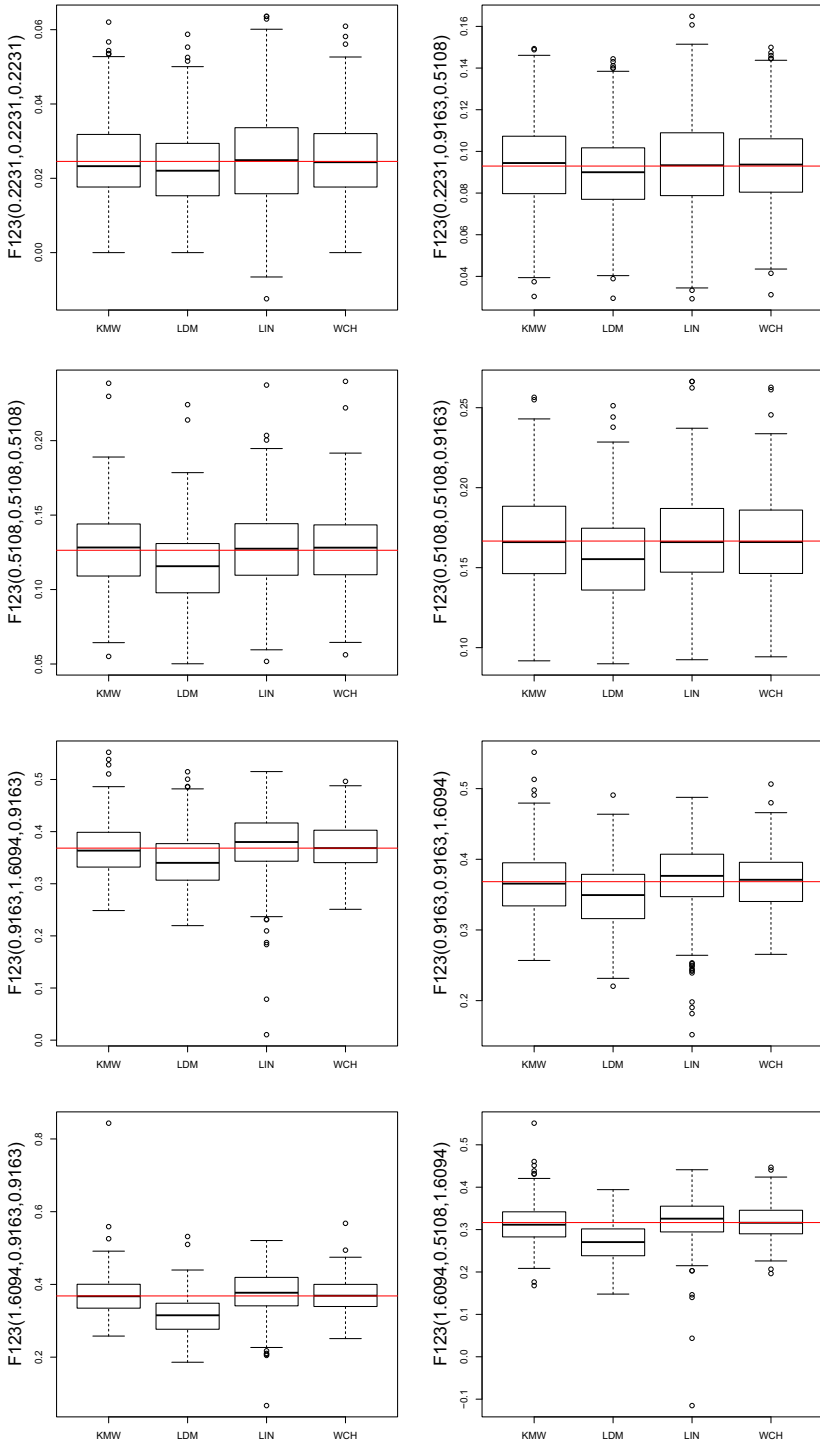 F123(0.2231,0.2231,0.2231)
0.00 0.02 0.04 0.06
KMW LDM LIN WCH
F123(0.2231,0.9163,0.5108)
0.04 0.06 0.08 0.10 0.12 0.14 0.16
KMW LDM LIN WCH
F123(0.5108,0.5108,0.5108)
0.05 0.10 0.15 0.20
KMW LDM LIN WCH
F123(0.5108,0.5108,0.9163)
0.10 0.15 0.20 0.25
KMW LDM LIN WCH
F123(0.9163,1.6094,0.9163)
0.0 0.1 0.2 0.3 0.4 0.5
KMW LDM LIN WCH
F123(0.9163,0.9163,1.6094)
0.2 0.3 0.4 0.5
KMW LDM LIN WCH
F123(1.6094,0.9163,0.9163)
0.2 0.4 0.6 0.8
KMW LDM LIN WCH
F123(1.6094,0.5108,1.6094)
−0.1 0.0 0.1 0.2 0.3 0.4 0.5
KMW LDM LIN WCH